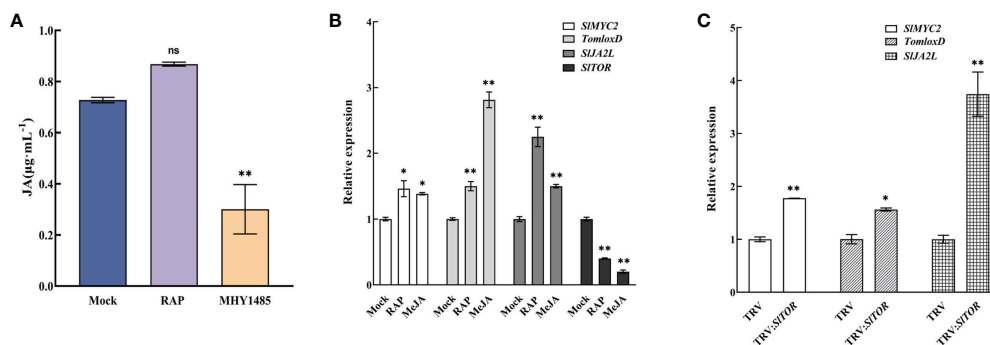 A
JA(μg·mL⁻¹)
1.0
0.8
0.6
0.4
0.2
0.0
ns
**
Mock
RAP
MHY1485
B
Relative expression
4
3
2
1
0
SlMYC2
TomloxD
SlJA2L
SlTOR
*
*
**
**
**
**
**
**
Mock
RAP
MeJA
Mock
RAP
MeJA
Mock
RAP
MeJA
Mock
RAP
MeJA
C
Relative expression
5
4
3
2
1
0
SlMYC2
TomloxD
SlJA2L
**
*
**
TRV
TRV:SlTOR
TRV
TRV:SlTOR
TRV
TRV:SlTOR